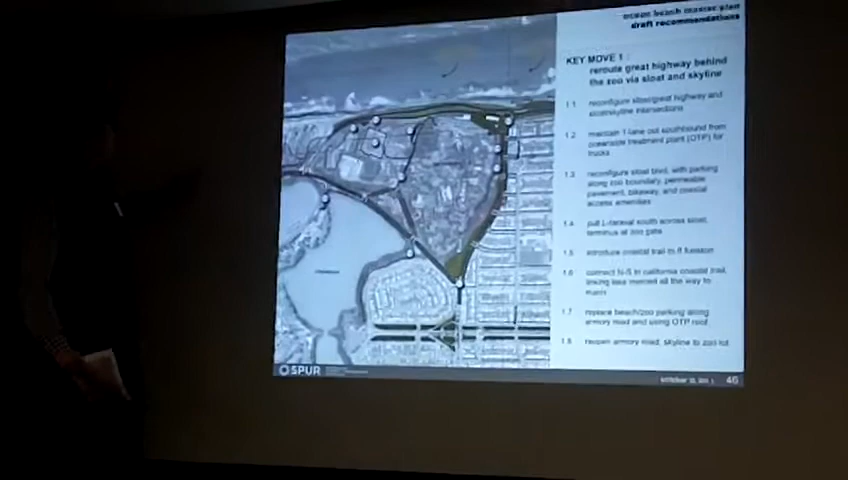 ocean beach master plan
draft recommendations
KEY MOVE 1
reroute great highway behind
the zoo via sloat and skyline
1.1 reconfigure sloat/great highway and
sloat/skyline intersections
1.2 maintain 1 lane out southbound from
oceanside treatment plant (OTP) for
trucks
1.3 reconfigure sloat blvd. with parking
along zoo boundary, permeable
pavement, bikeway, and coastal
access amenities
1.4 pull L-taraval south across sloat,
terminus at zoo gate
1.5 introduce coastal trail to ft funston
1.6 connect N-S in california coastal trail,
linking lake merced all the way to
marin
1.7 replace beach/zoo parking along
armory road and using OTP roof
1.8 reopen armory road, skyline to zoo lot
SPUR
46